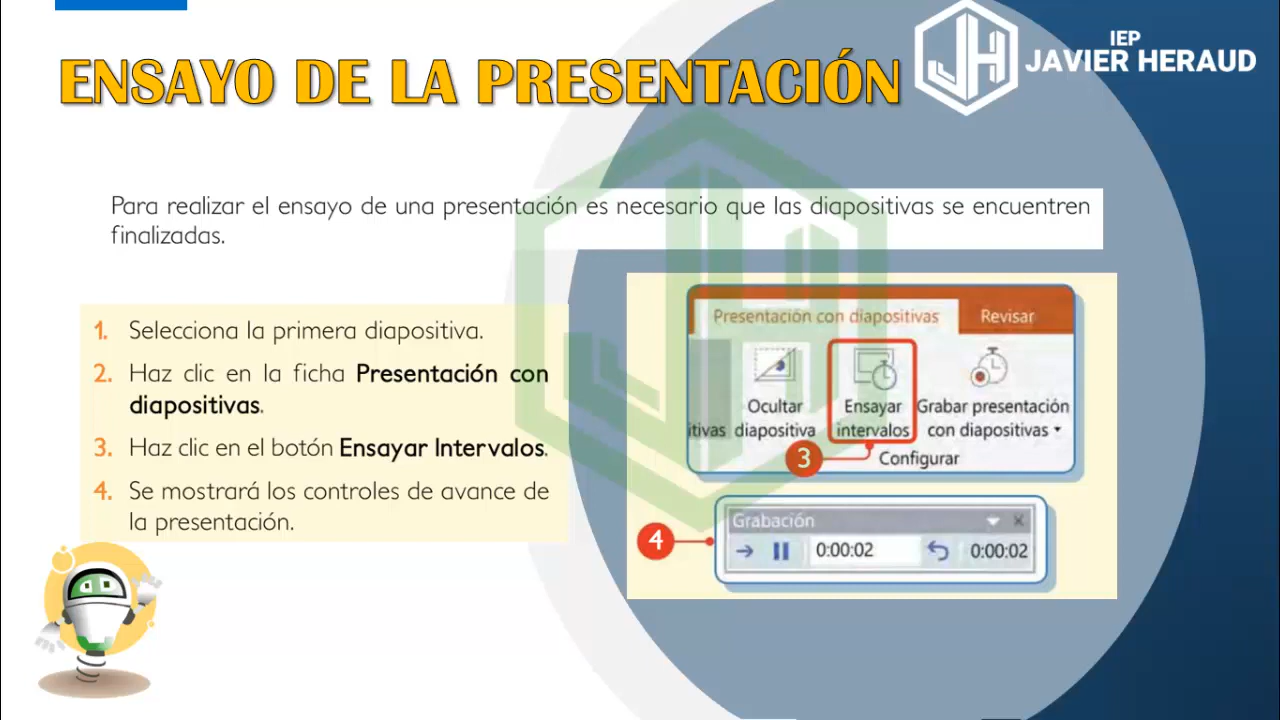 IEP
JAVIER HERAUD
ENSAYO DE LA PRESENTACIÓN
Para realizar el ensayo de una presentación es necesario que las diapositivas se encuentren
finalizadas.
1. Selecciona la primera diapositiva.
2. Haz clic en la ficha Presentación con
diapositivas.
3. Haz clic en el botón Ensayar Intervalos.
4. Se mostrará los controles de avance de
la presentación.
Presentación con diapositivas Revisar
Ocultar Ensayar Grabar presentación
itivas diapositiva intervalos con diapositivas
3 Configurar
Grabación
4 0:00:02 0:00:02